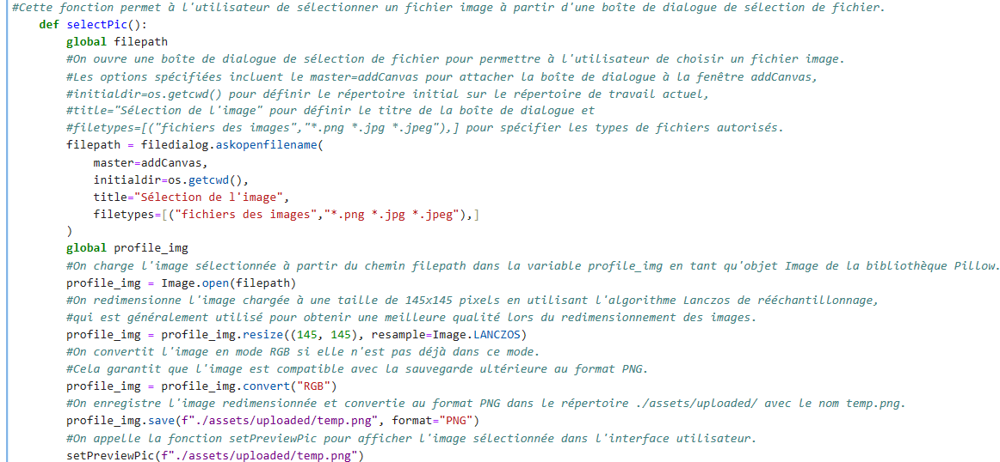 #Cette fonction permet à l'utilisateur de sélectionner un fichier image à partir d'une boîte de dialogue de sélection de fichier.
    def selectPic():
        global filepath
        #On ouvre une boîte de dialogue de sélection de fichier pour permettre à l'utilisateur de choisir un fichier image.
        #Les options spécifiées incluent le master=addCanvas pour attacher la boîte de dialogue à la fenêtre addCanvas,
        #initialdir=os.getcwd() pour définir le répertoire initial sur le répertoire de travail actuel,
        #title="Sélection de l'image" pour définir le titre de la boîte de dialogue et
        #filetypes=[("fichiers des images","*.png *.jpg *.jpeg"),] pour spécifier les types de fichiers autorisés.
        filepath = filedialog.askopenfilename(
            master=addCanvas,
            initialdir=os.getcwd(),
            title="Sélection de l'image",
            filetypes=[("fichiers des images","*.png *.jpg *.jpeg"),]
        )
        global profile_img
        #On charge l'image sélectionnée à partir du chemin filepath dans la variable profile_img en tant qu'objet Image de la bibliothèque Pillow.
        profile_img = Image.open(filepath)
        #On redimensionne l'image chargée à une taille de 145x145 pixels en utilisant l'algorithme Lanczos de rééchantillonnage,
        #qui est généralement utilisé pour obtenir une meilleure qualité lors du redimensionnement des images.
        profile_img = profile_img.resize((145, 145), resample=Image.LANCZOS)
        #On convertit l'image en mode RGB si elle n'est pas déjà dans ce mode.
        #Cela garantit que l'image est compatible avec la sauvegarde ultérieure au format PNG.
        profile_img = profile_img.convert("RGB")
        #On enregistre l'image redimensionnée et convertie au format PNG dans le répertoire ./assets/uploaded/ avec le nom temp.png.
        profile_img.save(f"./assets/uploaded/temp.png", format="PNG")
        #On appelle la fonction setPreviewPic pour afficher l'image sélectionnée dans l'interface utilisateur.
        setPreviewPic(f"./assets/uploaded/temp.png")